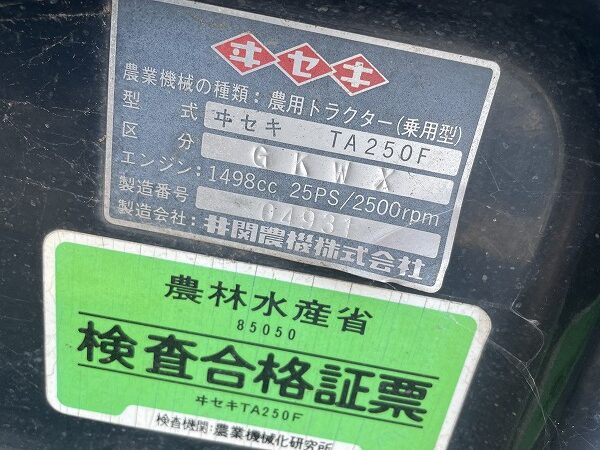 ヰセキ
農業機械の種類：農用トラクター(乗用型)
型式 ヰセキ TA250F
区分 GKWX
エンジン：1498cc 25PS/2500rpm
製造番号 04931
製造会社：井関農機株式会社
農林水産省
85050
検査合格証票
ヰセキTA250F
検査機関：農業機械化研究所